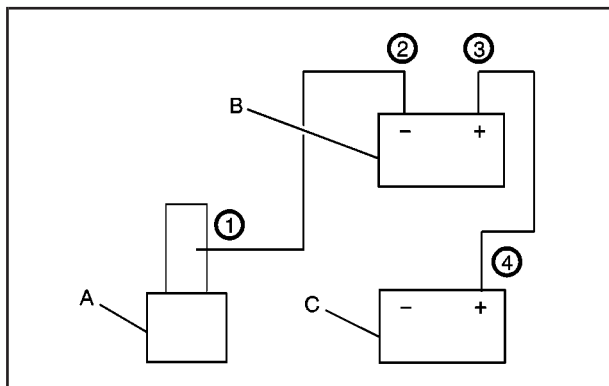 ② ③
B
− +
①
④
A
C
− +